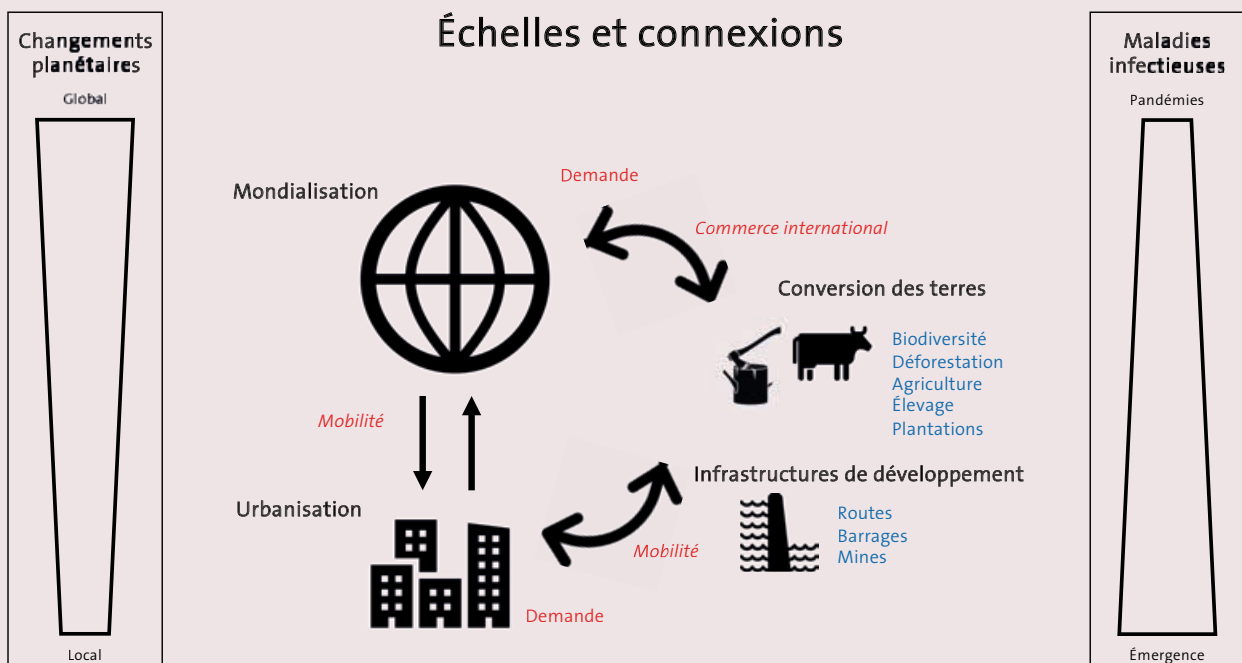 Échelles et connexions
Changements
planétaires
Global
Local
Mondialisation
Demande
Commerce international
Conversion des terres
Biodiversité
Déforestation
Agriculture
Élevage
Plantations
Mobilité
Urbanisation
Infrastructures de développement
Routes
Barrages
Mines
Mobilité
Demande
Maladies
infectieuses
Pandémies
Émergence